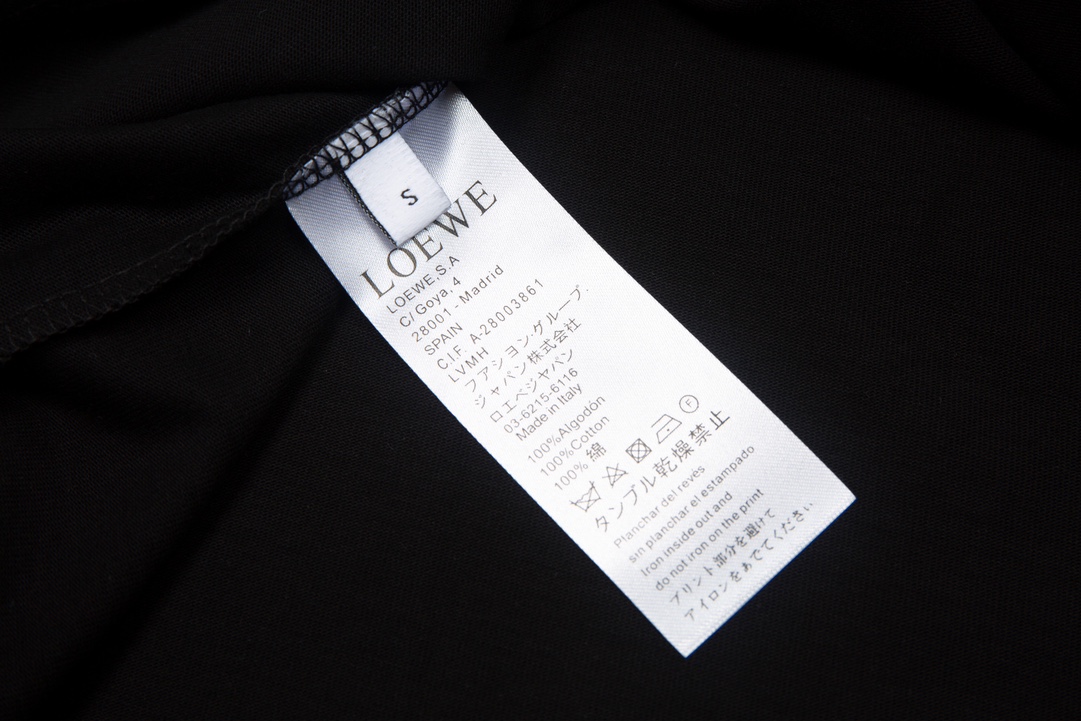 S
LOEWE
LOEWE,S,A
C/Goya, 4
28001 - Madrid
SPAIN
C.I.F. A-28003861
LVMH
フアシヨン·グループ.
ジャパン株式会社
ロエベジャパン
03-6215-6116
Made in Italy
100%Algodón
100%Cotton
100% 綿
F
タンブル乾燥禁止
Planchar del revés
sin planchar el estampado
Iron inside out and
do not iron on the print
プリント部分を避けて
アイロンをあでてください